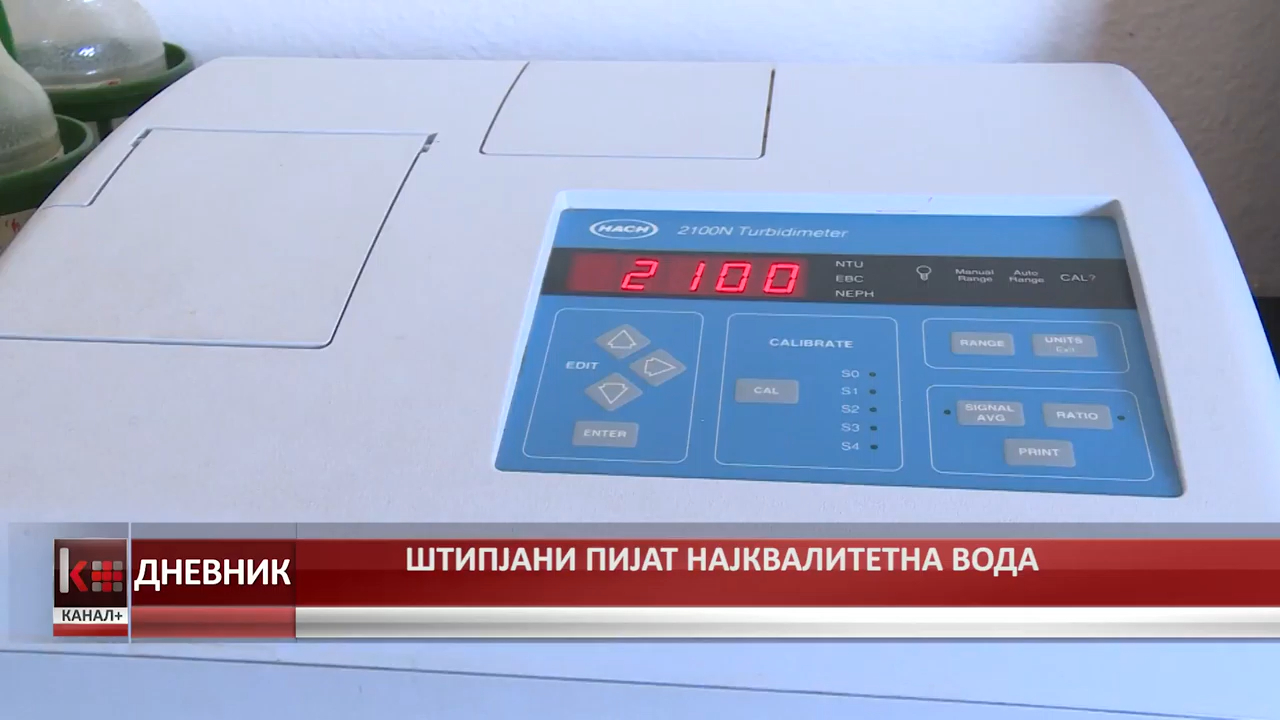 HACH 2100N Turbidimeter
2100
NTU
EBC
NEPH
Manual Range
Auto Range
CAL?
EDIT
ENTER
CALIBRATE
CAL
S0
S1
S2
S3
S4
RANGE
UNITS
Exit
SIGNAL
AVG
RATIO
PRINT
ДНЕВНИК
КАНАЛ+
ШТИПЈАНИ ПИЈАТ НАЈКВАЛИТЕТНА ВОДА